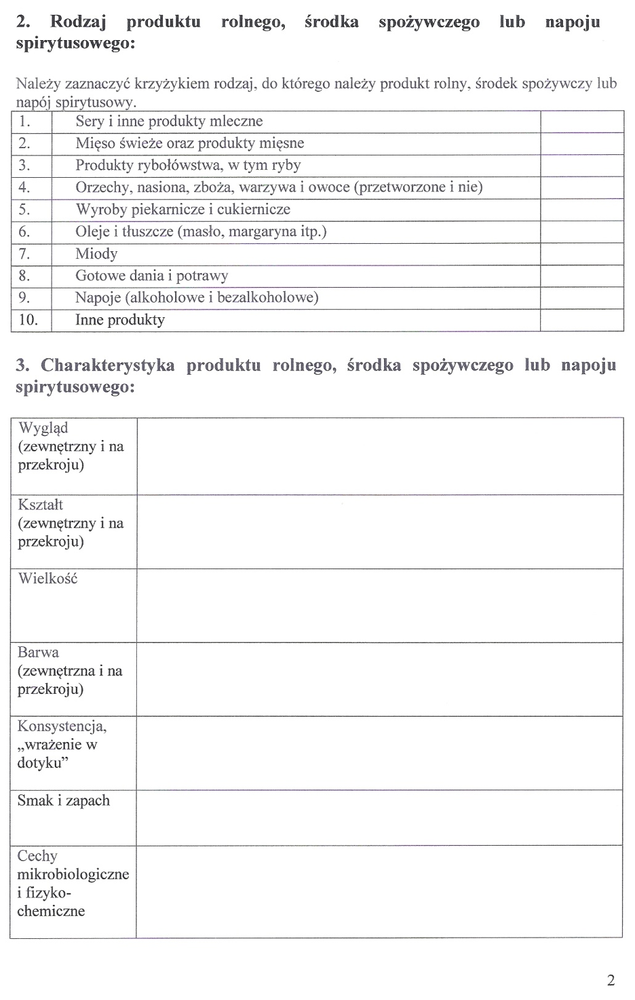 2. Rodzaj produktu rolnego, środka spożywczego lub napoju
spirytusowego:
Należy zaznaczyć krzyżykiem rodzaj, do którego należy produkt rolny, środek spożywczy lub
napój spirytusowy.
1. Sery i inne produkty mleczne
2. Mięso świeże oraz produkty mięsne
3. Produkty rybołówstwa, w tym ryby
4. Orzechy, nasiona, zboża, warzywa i owoce (przetworzone i nie)
5. Wyroby piekarnicze i cukiernicze
6. Oleje i tłuszcze (masło, margaryna itp.)
7. Miody
8. Gotowe dania i potrawy
9. Napoje (alkoholowe i bezalkoholowe)
10. Inne produkty
3. Charakterystyka produktu rolnego, środka spożywczego lub napoju
spirytusowego:
Wygląd
(zewnętrzny i na
przekroju)
Kształt
(zewnętrzny i na
przekroju)
Wielkość
Barwa
(zewnętrzna i na
przekroju)
Konsystencja,
„wrażenie w
dotyku”
Smak i zapach
Cechy
mikrobiologiczne
i fizyko-
chemiczne
2